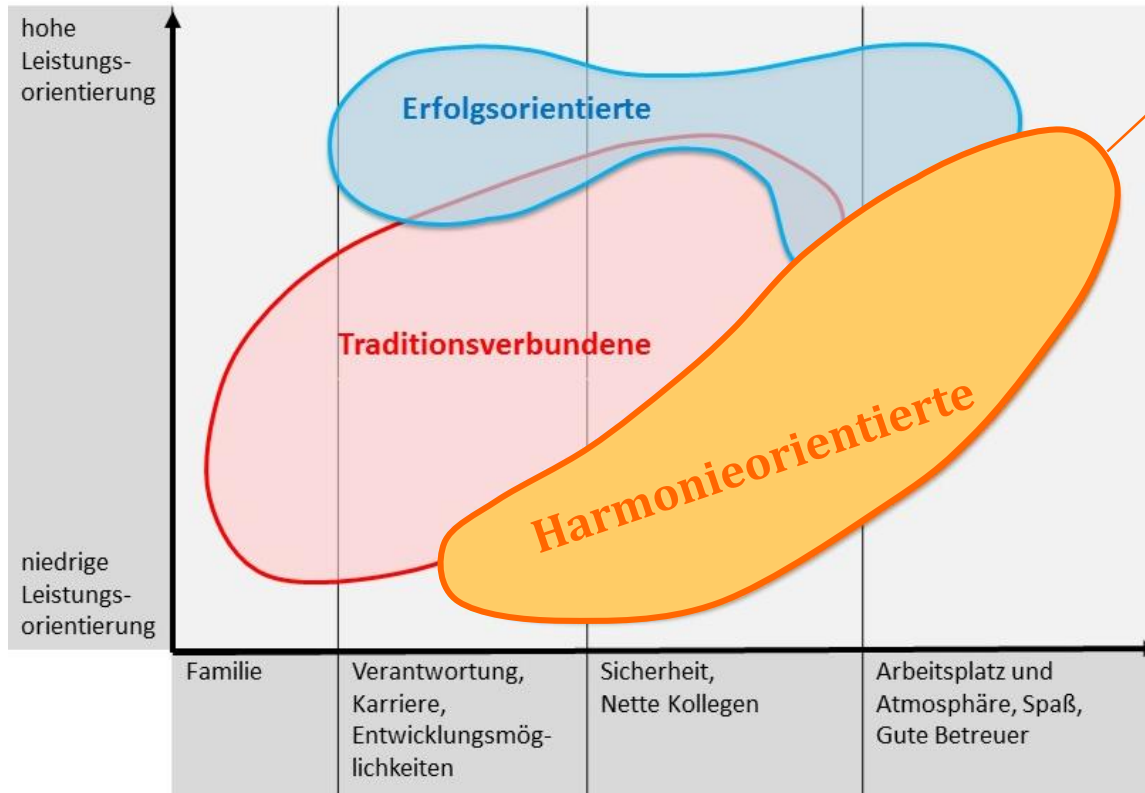 hohe
Leistungs-
orientierung
Erfolgsorientierte
Traditionsverbundene
Harmonieorientierte
niedrige
Leistungs-
orientierung
Familie
Verantwortung,
Karriere,
Entwicklungsmög-
lichkeiten
Sicherheit,
Nette Kollegen
Arbeitsplatz und
Atmosphäre, Spaß,
Gute Betreuer